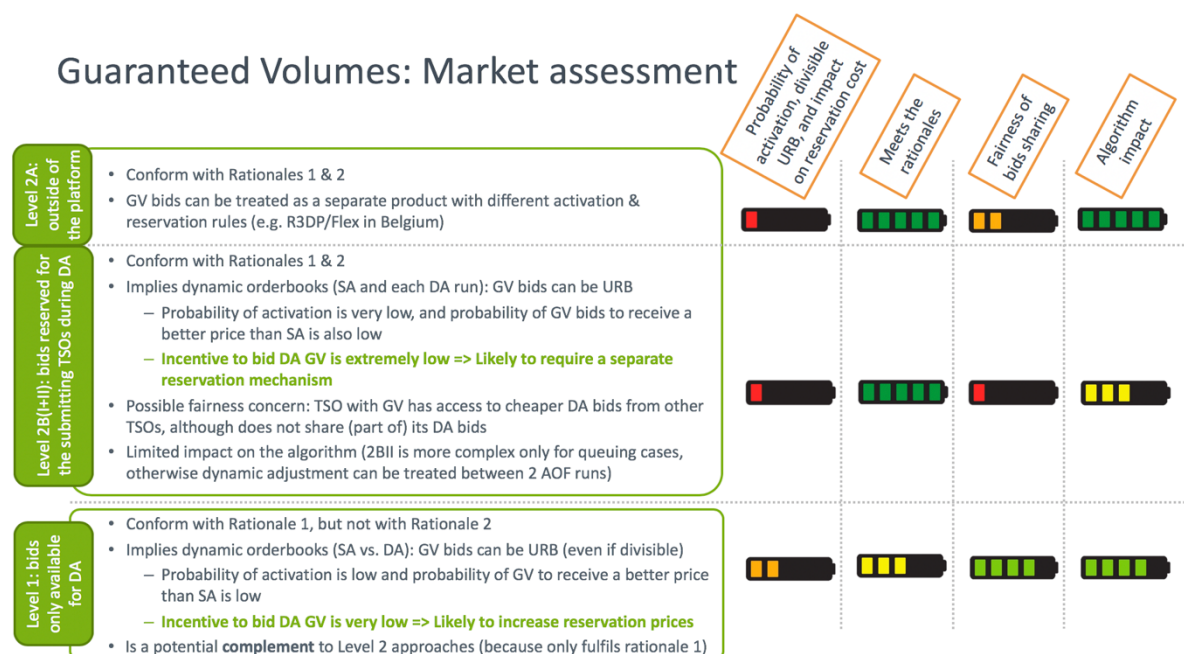 Guaranteed Volumes: Market assessment
Probability of
activation, divisible
URB, and impact
on reservation cost
Meets the
rationales
Fairness of
bids sharing
Algorithm
impact
Level 2A:
outside of
the platform
• Conform with Rationales 1 & 2
• GV bids can be treated as a separate product with different activation &
reservation rules (e.g. R3DP/Flex in Belgium)
Level 2B(I+II): bids reserved for
the submitting TSOs during DA
• Conform with Rationales 1 & 2
• Implies dynamic orderbooks (SA and each DA run): GV bids can be URB
– Probability of activation is very low, and probability of GV bids to receive a
better price than SA is also low
– Incentive to bid DA GV is extremely low => Likely to require a separate
reservation mechanism
• Possible fairness concern: TSO with GV has access to cheaper DA bids from other
TSOs, although does not share (part of) its DA bids
• Limited impact on the algorithm (2BII is more complex only for queuing cases,
otherwise dynamic adjustment can be treated between 2 AOF runs)
Level 1: bids
only available
for DA
• Conform with Rationale 1, but not with Rationale 2
• Implies dynamic orderbooks (SA vs. DA): GV bids can be URB (even if divisible)
– Probability of activation is low and probability of GV to receive a better price
than SA is low
– Incentive to bid DA GV is very low => Likely to increase reservation prices
• Is a potential complement to Level 2 approaches (because only fulfils rationale 1)